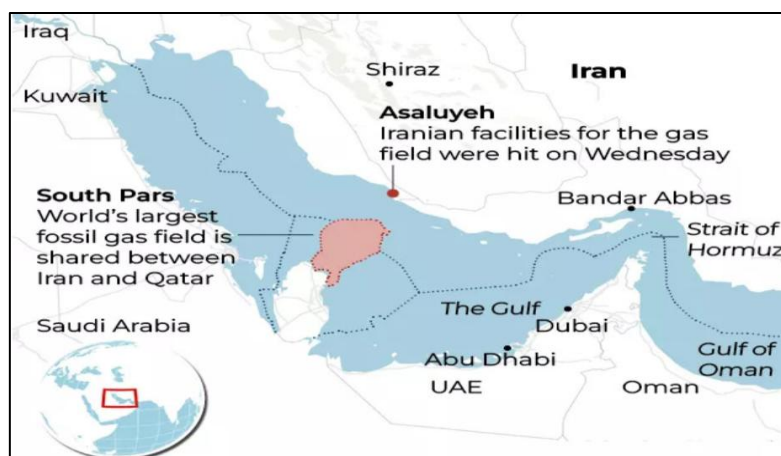 Iraq
Kuwait
Shiraz
Iran
Asaluyeh
Iranian facilities for the gas
field were hit on Wednesday
South Pars
World's largest
fossil gas field is
shared between
Iran and Qatar
Bandar Abbas
Strait of
Hormuz
Saudi Arabia
The Gulf
Dubai
Abu Dhabi
UAE
Oman
Gulf of
Oman